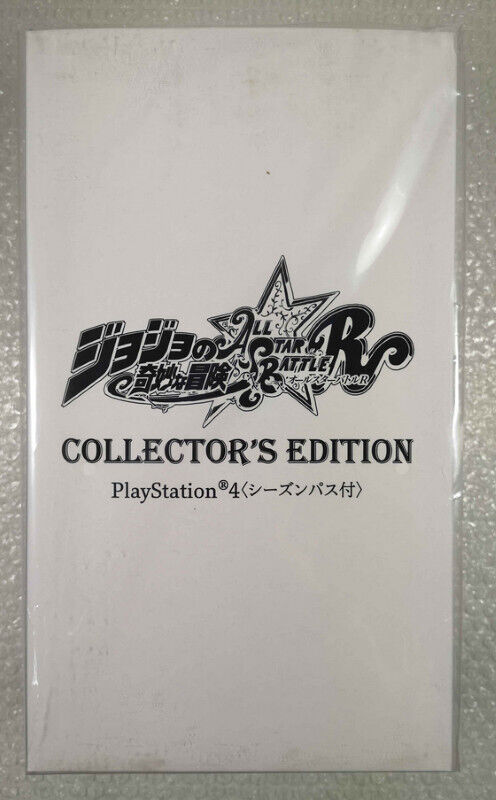 ジョジョの
奇妙な冒険
ALL
STAR
BATTLE R
オールスターバトルR
COLLECTOR'S EDITION
PlayStation®4〈シーズンパス付〉